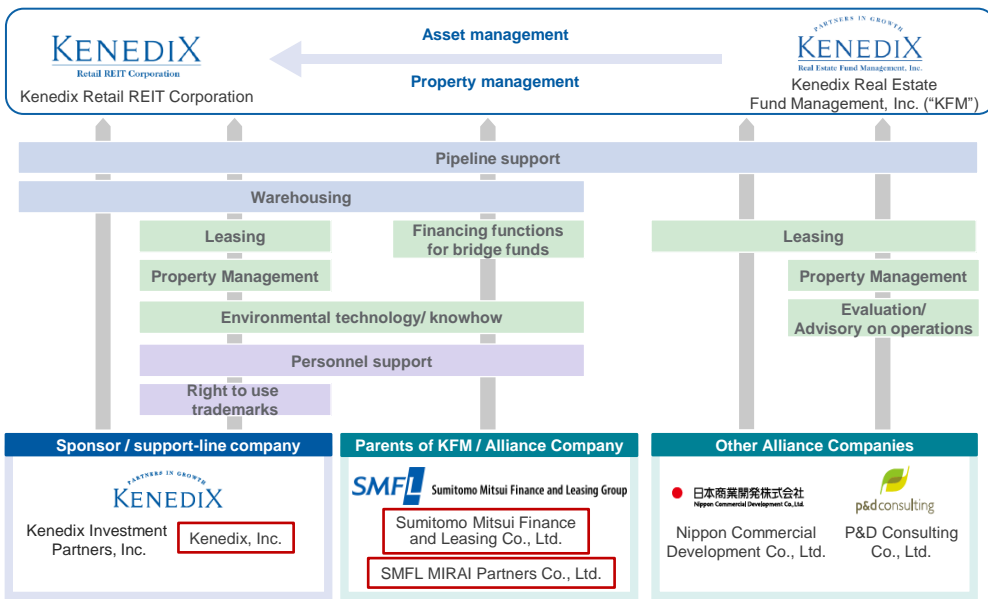 KENEDIX
Retail REIT Corporation
Kenedix Retail REIT Corporation
Asset management
Property management
PARTNERS IN GROWTH
KENEDIX
Real Estate Fund Management, Inc.
Kenedix Real Estate
Fund Management, Inc. (“KFM”)
Pipeline support
Warehousing
Leasing
Financing functions
for bridge funds
Leasing
Property Management
Property Management
Environmental technology/ knowhow
Evaluation/
Advisory on operations
Personnel support
Right to use
trademarks
Sponsor / support-line company
PARTNERS IN GROWTH
KENEDIX
Kenedix Investment
Partners, Inc.
Kenedix, Inc.
Parents of KFM / Alliance Company
SMFL Sumitomo Mitsui Finance and Leasing Group
Sumitomo Mitsui Finance
and Leasing Co., Ltd.
SMFL MIRAI Partners Co., Ltd.
Other Alliance Companies
日本商業開発株式会社
Nippon Commercial Development Co.,Ltd.
Nippon Commercial
Development Co., Ltd.
p&dconsulting
P&D Consulting
Co., Ltd.